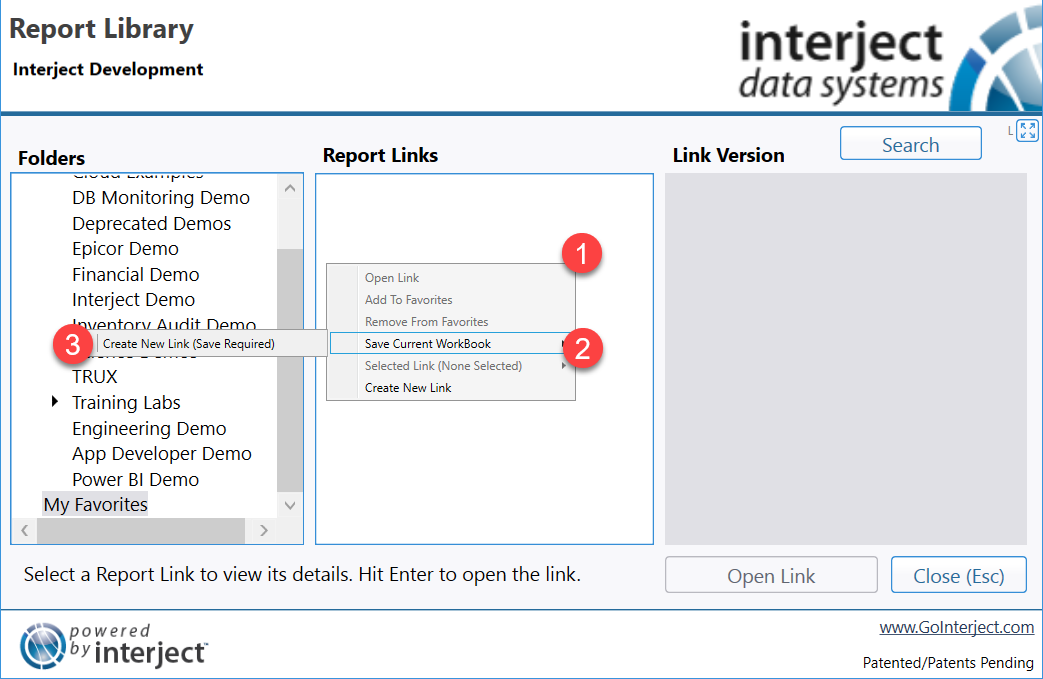 Report Library
Interject Development
interject
data systems
Search
L
Folders
Report Links
Link Version
Cloud Examples
DB Monitoring Demo
Deprecated Demos
Epicor Demo
Financial Demo
Interject Demo
Inventory Audit Demo
TRUX
Training Labs
Engineering Demo
App Developer Demo
Power BI Demo
My Favorites
1
Open Link
Add To Favorites
Remove From Favorites
Save Current WorkBook
2
3
Create New Link (Save Required)
Selected Link (None Selected)
Create New Link
Select a Report Link to view its details. Hit Enter to open the link.
Open Link
Close (Esc)
powered
by interject™
www.GoInterject.com
Patented/Patents Pending